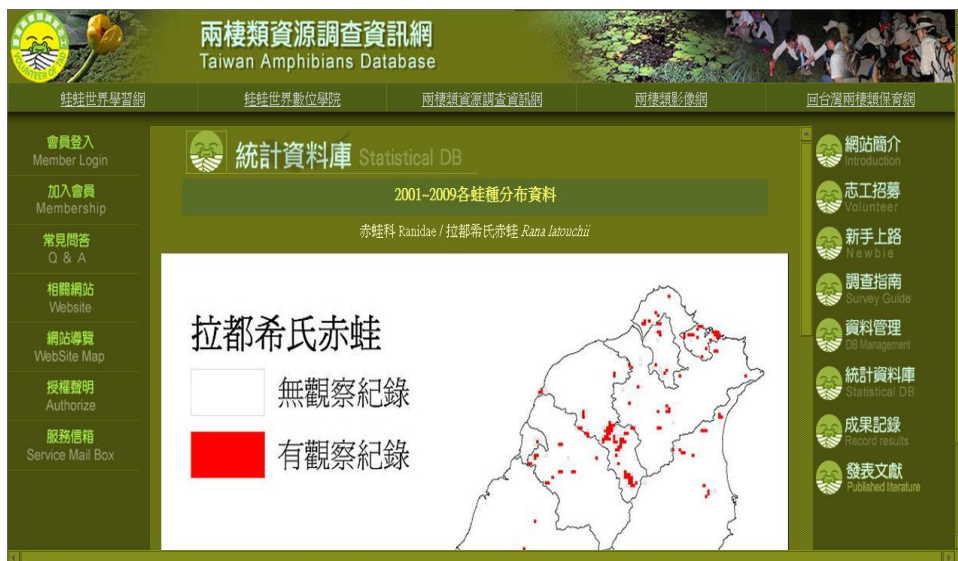 兩棲類資源調查資訊網
Taiwan Amphibians Database
蛙蛙世界學習網
蛙蛙世界數位學院
兩棲類資源調查資訊網
兩棲類影像網
回台灣兩棲類保育網
會員登入
Member Login
加入會員
Membership
常見問答
Q & A
相關網站
Website
網站導覽
WebSite Map
授權聲明
Authorize
服務信箱
Service Mail Box
統計資料庫 Statistical DB
2001~2009各蛙種分布資料
赤蛙科 Ranidae / 拉都希氏赤蛙 Rana latouchii
拉都希氏赤蛙
無觀察紀錄
有觀察紀錄
網站簡介
Introduction
志工招募
Volunteer
新手上路
Newbie
調查指南
Survey Guide
資料管理
DB Management
統計資料庫
Statistical DB
成果記錄
Record results
發表文獻
Published literature